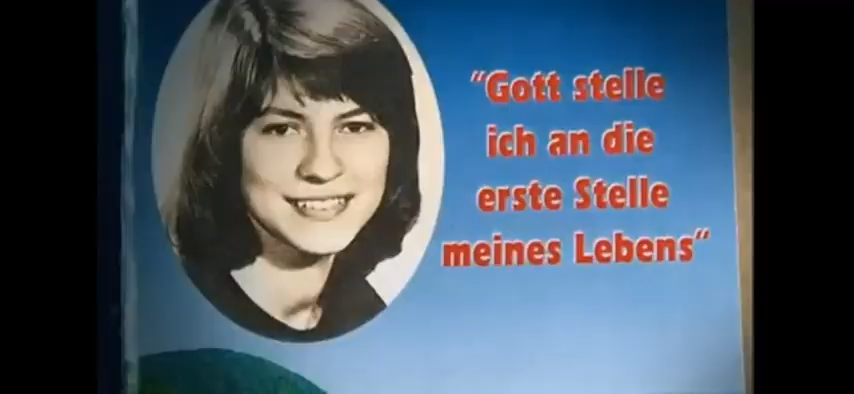 "Gott stelle
ich an die
erste Stelle
meines Lebens"